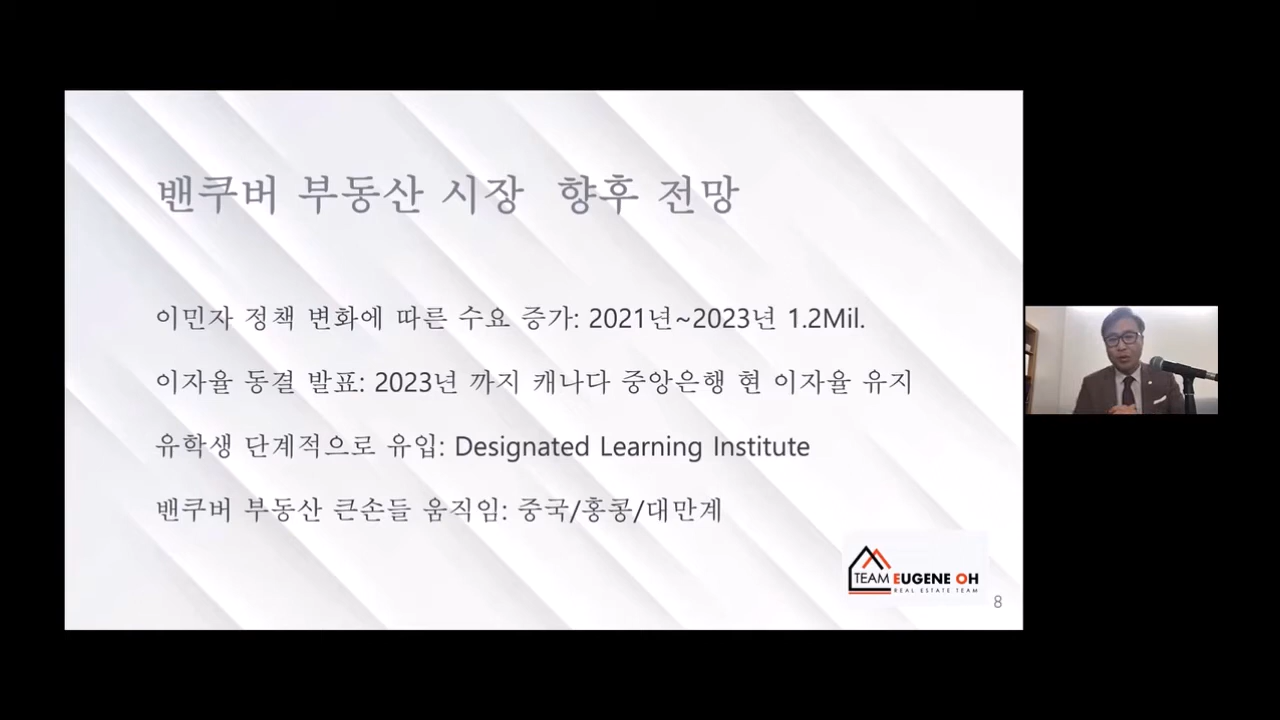 밴쿠버 부동산 시장 향후 전망
이민자 정책 변화에 따른 수요 증가: 2021년~2023년 1.2Mil.
이자율 동결 발표: 2023년 까지 캐나다 중앙은행 현 이자율 유지
유학생 단계적으로 유입: Designated Learning Institute
밴쿠버 부동산 큰손들 움직임: 중국/홍콩/대만계
TEAM EUGENE OH
REAL ESTATE TEAM
8